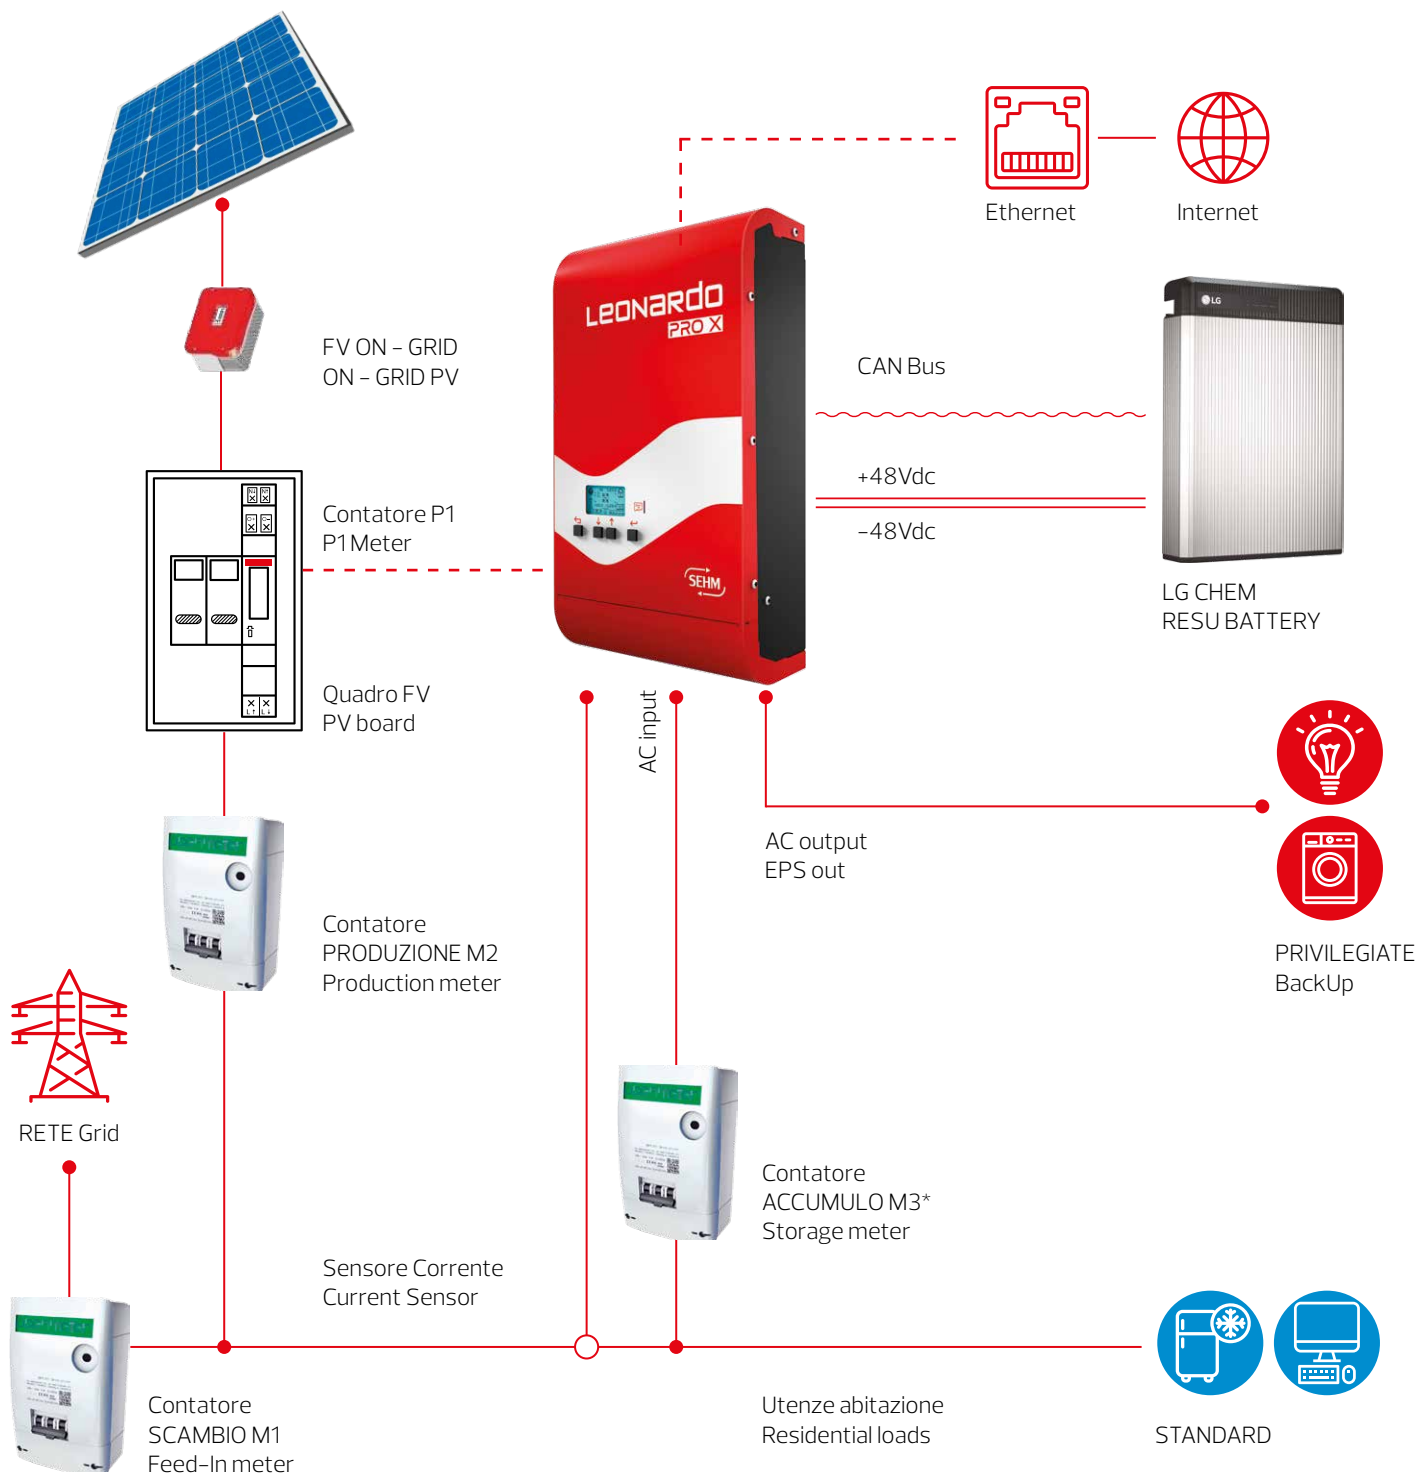 Ethernet
Internet
LEONARDO
PRO X
LG
FV ON - GRID
ON - GRID PV
CAN Bus
+48Vdc
-48Vdc
Contatore P1
P1 Meter
SEHM
LG CHEM
RESU BATTERY
Quadro FV
PV board
AC input
AC output
EPS out
Contatore
PRODUZIONE M2
Production meter
PRIVILEGIATE
BackUp
RETE Grid
Contatore
ACCUMULO M3*
Storage meter
Sensore Corrente
Current Sensor
Contatore
SCAMBIO M1
Feed-In meter
Utenze abitazione
Residential loads
STANDARD